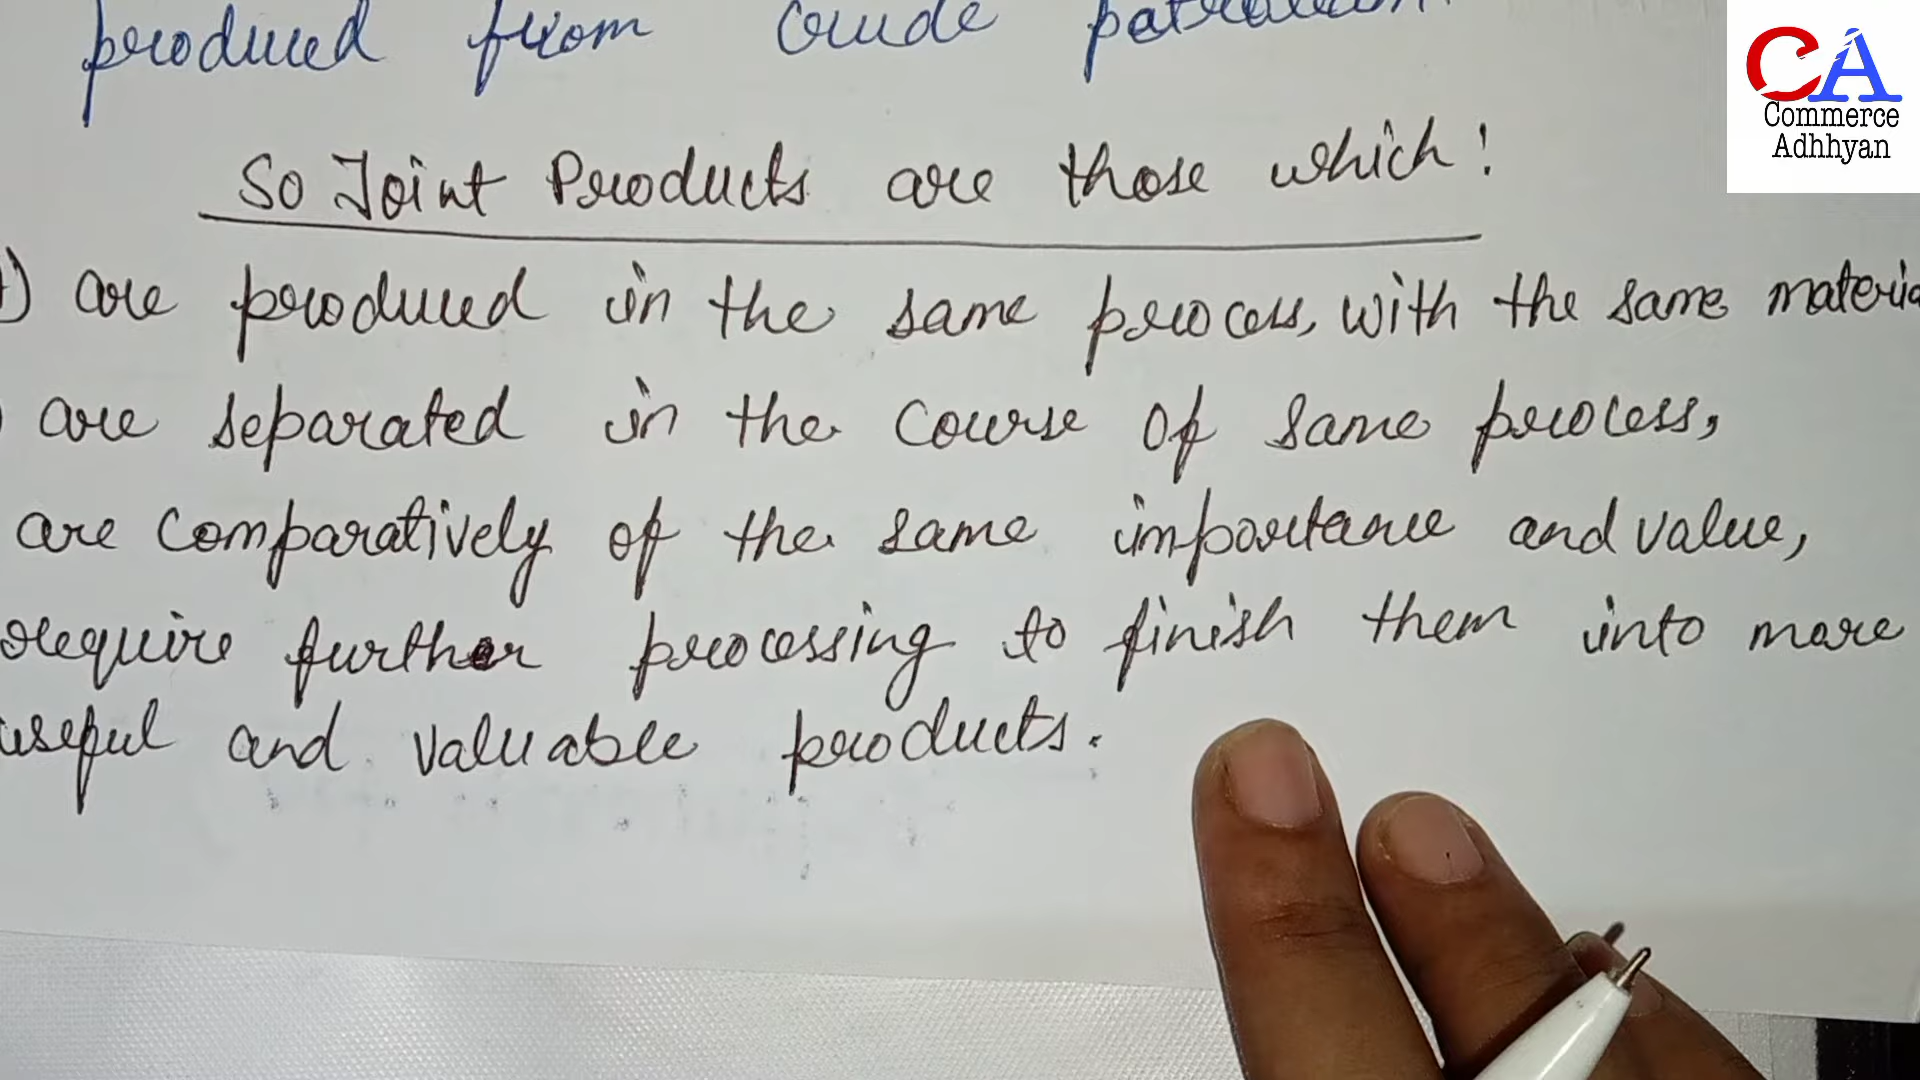 produced from crude
So Joint Products are those which!
are produced in the same process, with the same
are separated in the course of same process,
are comparatively of the same importance and value,
require further processing to finish them into more
useful and valuable products.
CA
Commerce
Adhhyan